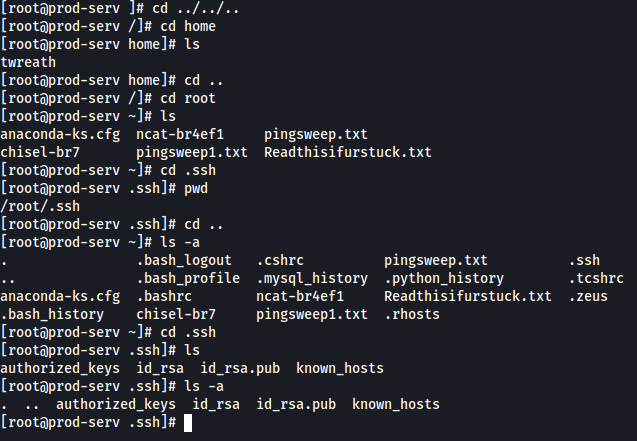 [root@prod-serv ]# cd ../../..
[root@prod-serv /]# cd home
[root@prod-serv home]# ls
twreath
[root@prod-serv home]# cd ..
[root@prod-serv /]# cd root
[root@prod-serv ~]# ls
anaconda-ks.cfg  ncat-br4ef1      pingsweep.txt
chisel-br7       pingsweep1.txt  Readthisifurstuck.txt
[root@prod-serv ~]# cd .ssh
[root@prod-serv .ssh]# pwd
/root/.ssh
[root@prod-serv .ssh]# cd ..
[root@prod-serv ~]# ls -a
.                .bash_logout   .cshrc          pingsweep.txt          .ssh
..               .bash_profile  .mysql_history  .python_history        .tcshrc
anaconda-ks.cfg  .bashrc        ncat-br4ef1     Readthisifurstuck.txt  .zeus
.bash_history    chisel-br7     pingsweep1.txt  .rhosts
[root@prod-serv ~]# cd .ssh
[root@prod-serv .ssh]# ls
authorized_keys  id_rsa  id_rsa.pub  known_hosts
[root@prod-serv .ssh]# ls -a
.  ..  authorized_keys  id_rsa  id_rsa.pub  known_hosts
[root@prod-serv .ssh]#